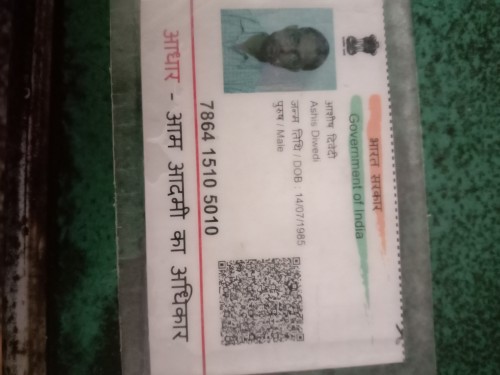 भारत सरकार
Government of India
आशीष द्विवेदी
Ashis Diwedi
जन्म तिथि / DOB : 14/07/1985
पुरुष / Male
7864 1510 5010
आधार - आम आदमी का अधिकार